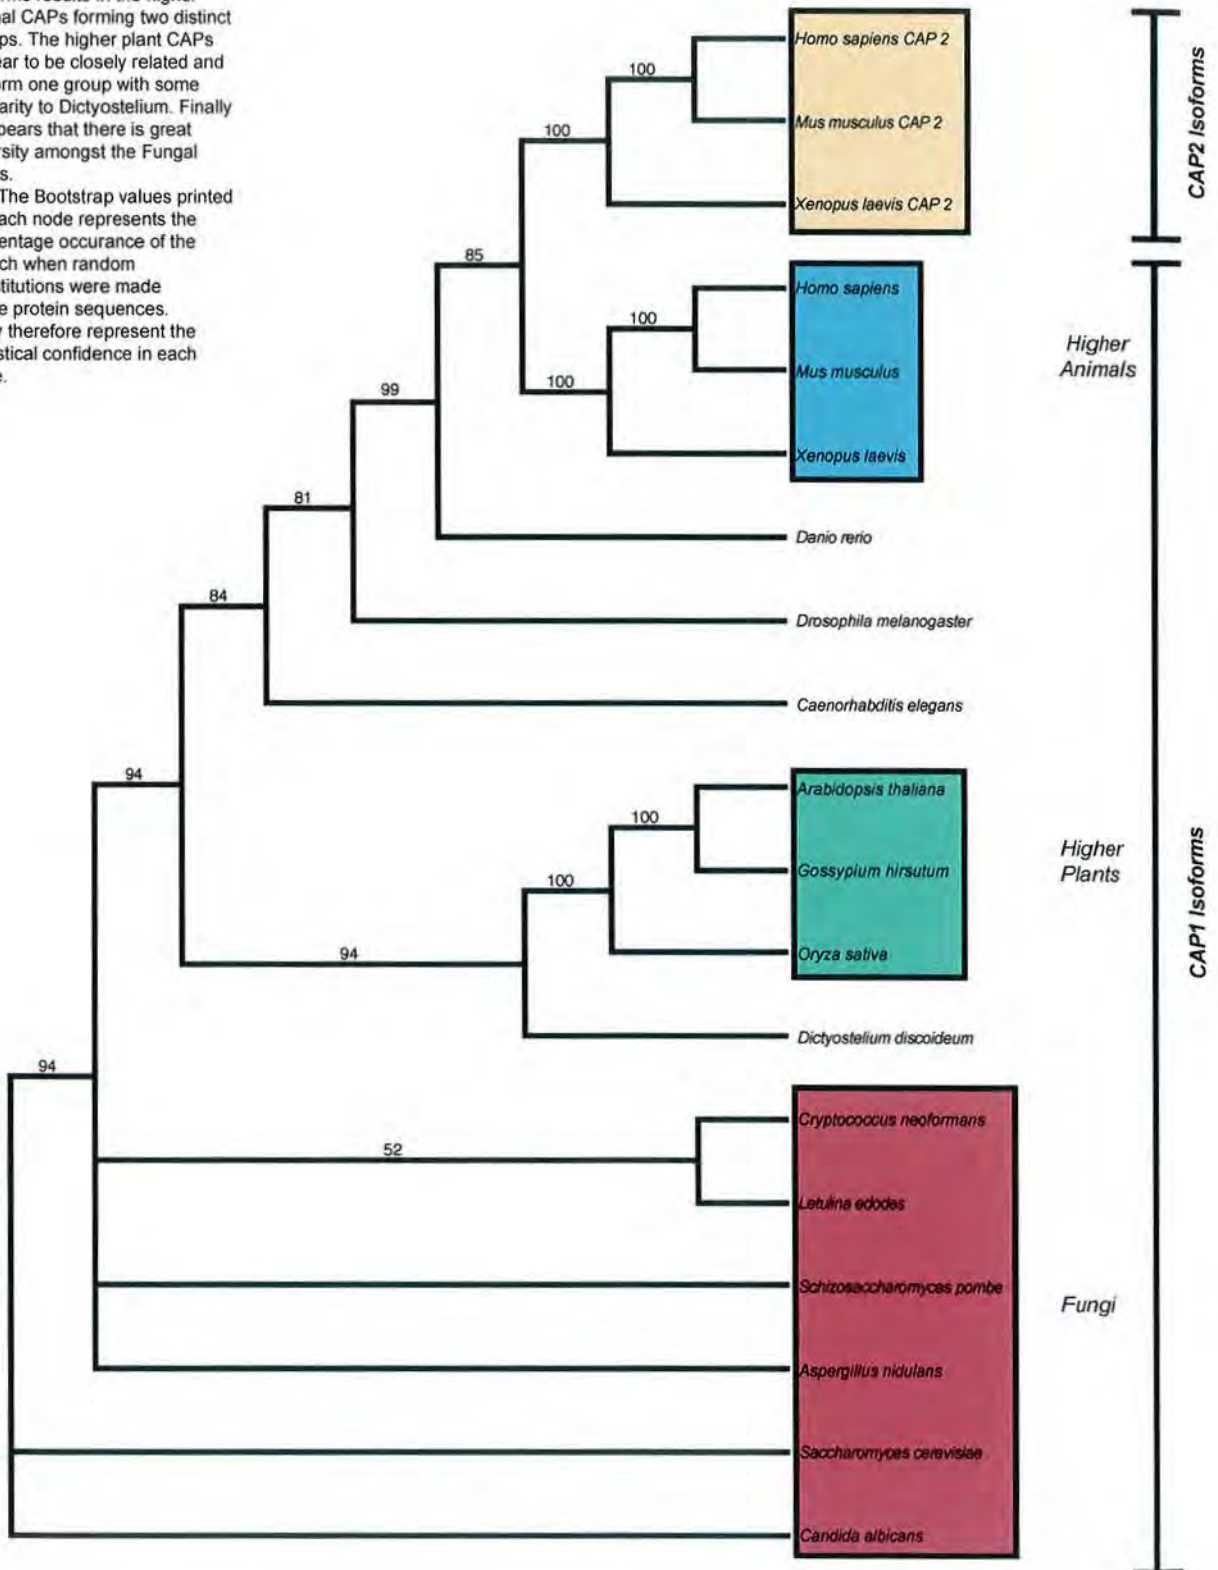 al CAPs forming two distinct
ps. The higher plant CAPs
ear to be closely related and
rm one group with some
arity to Dictyostelium. Finally
pears that there is great
rsity amongst the Fungal
s.
The Bootstrap values printed
ach node represents the
entage occurance of the
ch when random
titutions were made
e protein sequences.
y therefore represent the
stical confidence in each
e.
Homo sapiens CAP 2
100
Mus musculus CAP 2
100
Xenopus laevis CAP 2
CAP2 Isoforms
85
Homo sapiens
100
Mus musculus
100
Xenopus laevis
Higher
Animals
99
Danio rerio
81
Drosophila melanogaster
84
Caenorhabditis elegans
94
Arabidopsis thaliana
100
Gossypium hirsutum
100
Oryza sativa
Higher
Plants
CAP1 Isoforms
94
Dictyostelium discoideum
94
Cryptococcus neoformans
52
Letulina edodes
Schizosaccharomyces pombe
Fungi
Aspergillus nidulans
Saccharomyces cerevisiae
Candida albicans